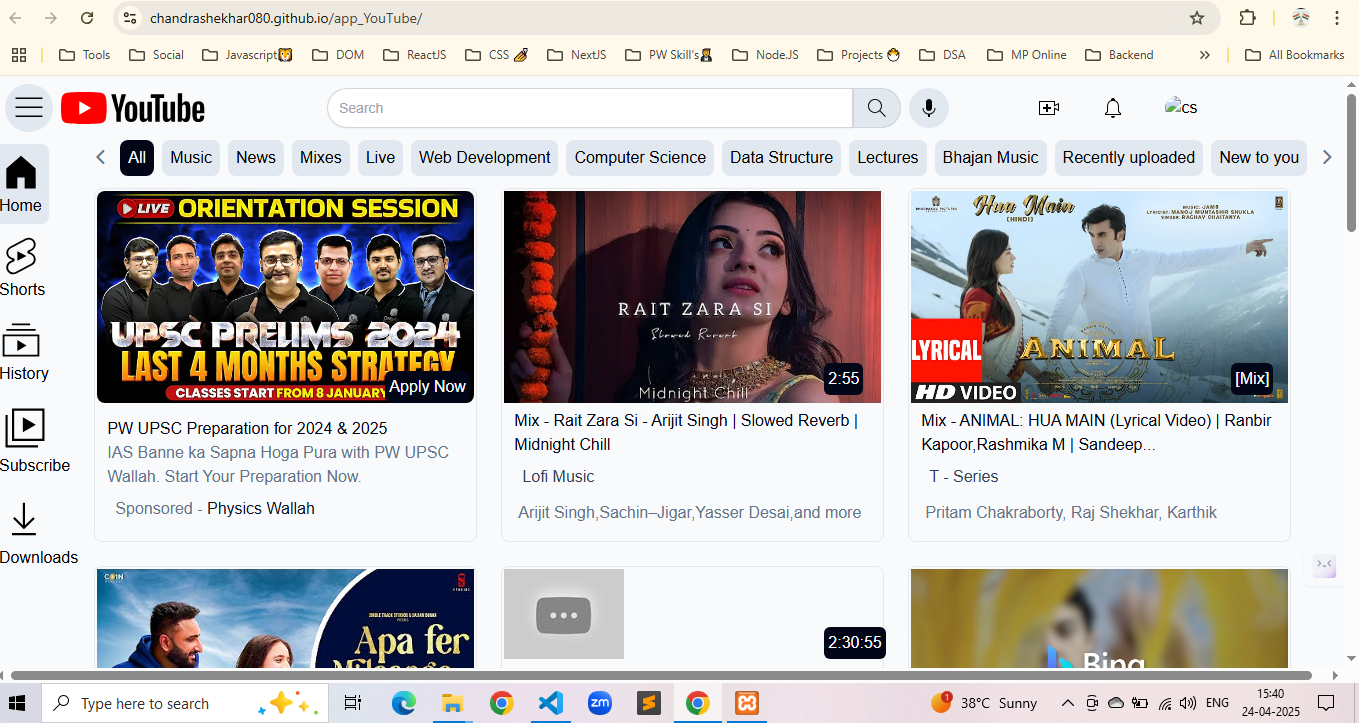 chandrashekhar080.github.io/app_YouTube/
Tools Social Javascript DOM ReactJS CSS NextJS PW Skill's NodeJS Projects DSA MP Online Backend » All Bookmarks
YouTube
Search
cs
All Music News Mixes Live Web Development Computer Science Data Structure Lectures Bhajan Music Recently uploaded New to you
Home
Shorts
History
Subscribe
Downloads
LIVE ORIENTATION SESSION
UPSC PRELIMS 2024
LAST 4 MONTHS STRATEGY
CLASSES START FROM 8 JANUARY
Apply Now
PW UPSC Preparation for 2024 & 2025
IAS Banne ka Sapna Hoga Pura with PW UPSC
Wallah. Start Your Preparation Now.
Sponsored - Physics Wallah
RAIT ZARA SI
Slowed Reverb
Midnight Chill
2:55
Mix - Rait Zara Si - Arijit Singh | Slowed Reverb |
Midnight Chill
Lofi Music
Arijit Singh,Sachin–Jigar,Yasser Desai,and more
Hua Main
(HINDI)
MUSIC: JAM8
LYRICIST: MANOJ MUNTASHIR SHUKLA
SINGER: RAGHAV CHAITANYA
LYRICAL
ANIMAL
HD VIDEO
[Mix]
Mix - ANIMAL: HUA MAIN (Lyrical Video) | Ranbir
Kapoor,Rashmika M | Sandeep...
T - Series
Pritam Chakraborty, Raj Shekhar, Karthik
COIN
Apa fer
2:30:55
Bing
Type here to search
zm
1
38°C Sunny
ENG
15:40
24-04-2025